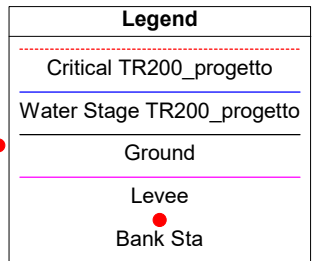 Legend
Critical TR200_progetto
Water Stage TR200_progetto
Ground
Levee
Bank Sta